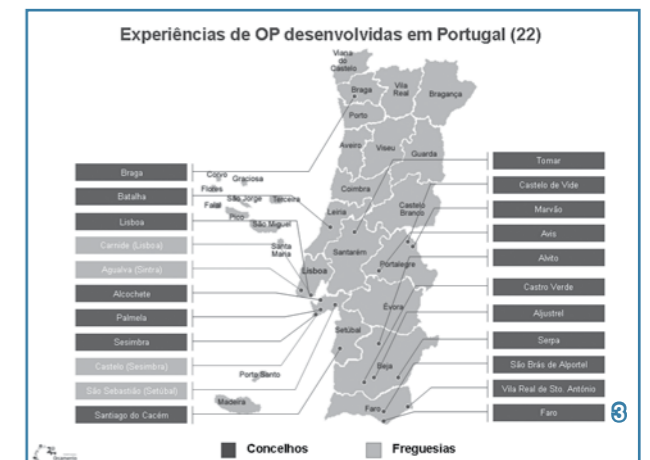 Experiências de OP desenvolvidas em Portugal (22)
Viana
do
Castelo
Braga
Vila
Real
Bragança
Porto
Aveiro
Viseu
Guarda
Coimbra
Castelo
Branco
Leiria
Santarém
Portalegre
Lisboa
Évora
Setúbal
Beja
Faro
Corvo
Graciosa
Flores
Faial
São Jorge
Terceira
Pico
São Miguel
Santa
Maria
Porto Santo
Madeira
Braga
Batalha
Lisboa
Carnide (Lisboa)
Agualva (Sintra)
Alcochete
Palmela
Sesimbra
Castelo (Sesimbra)
São Sebastião (Setúbal)
Santiago do Cacém
Tomar
Castelo de Vide
Marvão
Avis
Alvito
Castro Verde
Aljustrel
Serpa
São Brás de Alportel
Vila Real de Sto. António
Faro
3
Concelhos
Freguesias